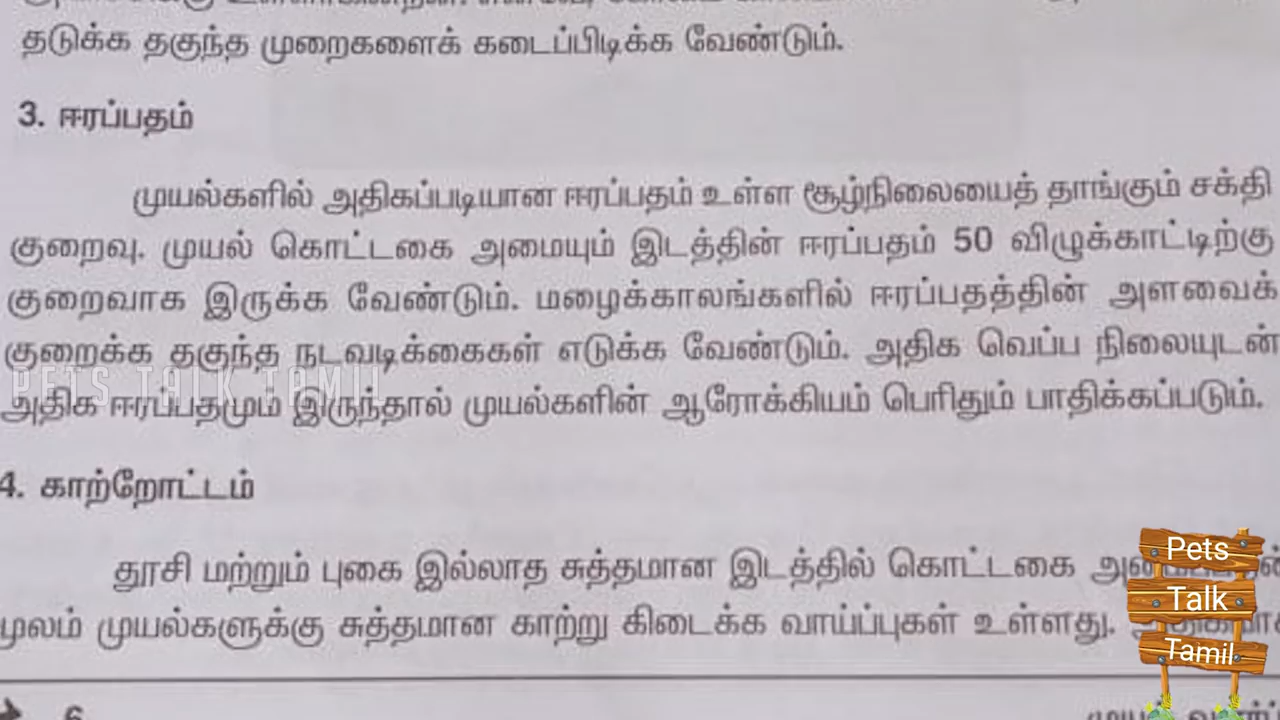 தடுக்க தகுந்த முறைகளைக் கடைப்பிடிக்க வேண்டும்.
3. ஈரப்பதம்
முயல்களில் அதிகப்படியான ஈரப்பதம் உள்ள சூழ்நிலையைத் தாங்கும் சக்தி
குறைவு. முயல் கொட்டகை அமையும் இடத்தின் ஈரப்பதம் 50 விழுக்காட்டிற்கு
குறைவாக இருக்க வேண்டும். மழைக்காலங்களில் ஈரப்பதத்தின் அளவைக்
குறைக்க தகுந்த நடவடிக்கைகள் எடுக்க வேண்டும். அதிக வெப்ப நிலையுடன்
PETS TALK TAMIL
அதிக ஈரப்பதமும் இருந்தால் முயல்களின் ஆரோக்கியம் பெரிதும் பாதிக்கப்படும்.
4. காற்றோட்டம்
தூசி மற்றும் புகை இல்லாத சுத்தமான இடத்தில் கொட்டகை
மூலம் முயல்களுக்கு சுத்தமான காற்று கிடைக்க வாய்ப்புகள் உள்ளது.
Pets
Talk
Tamil
6